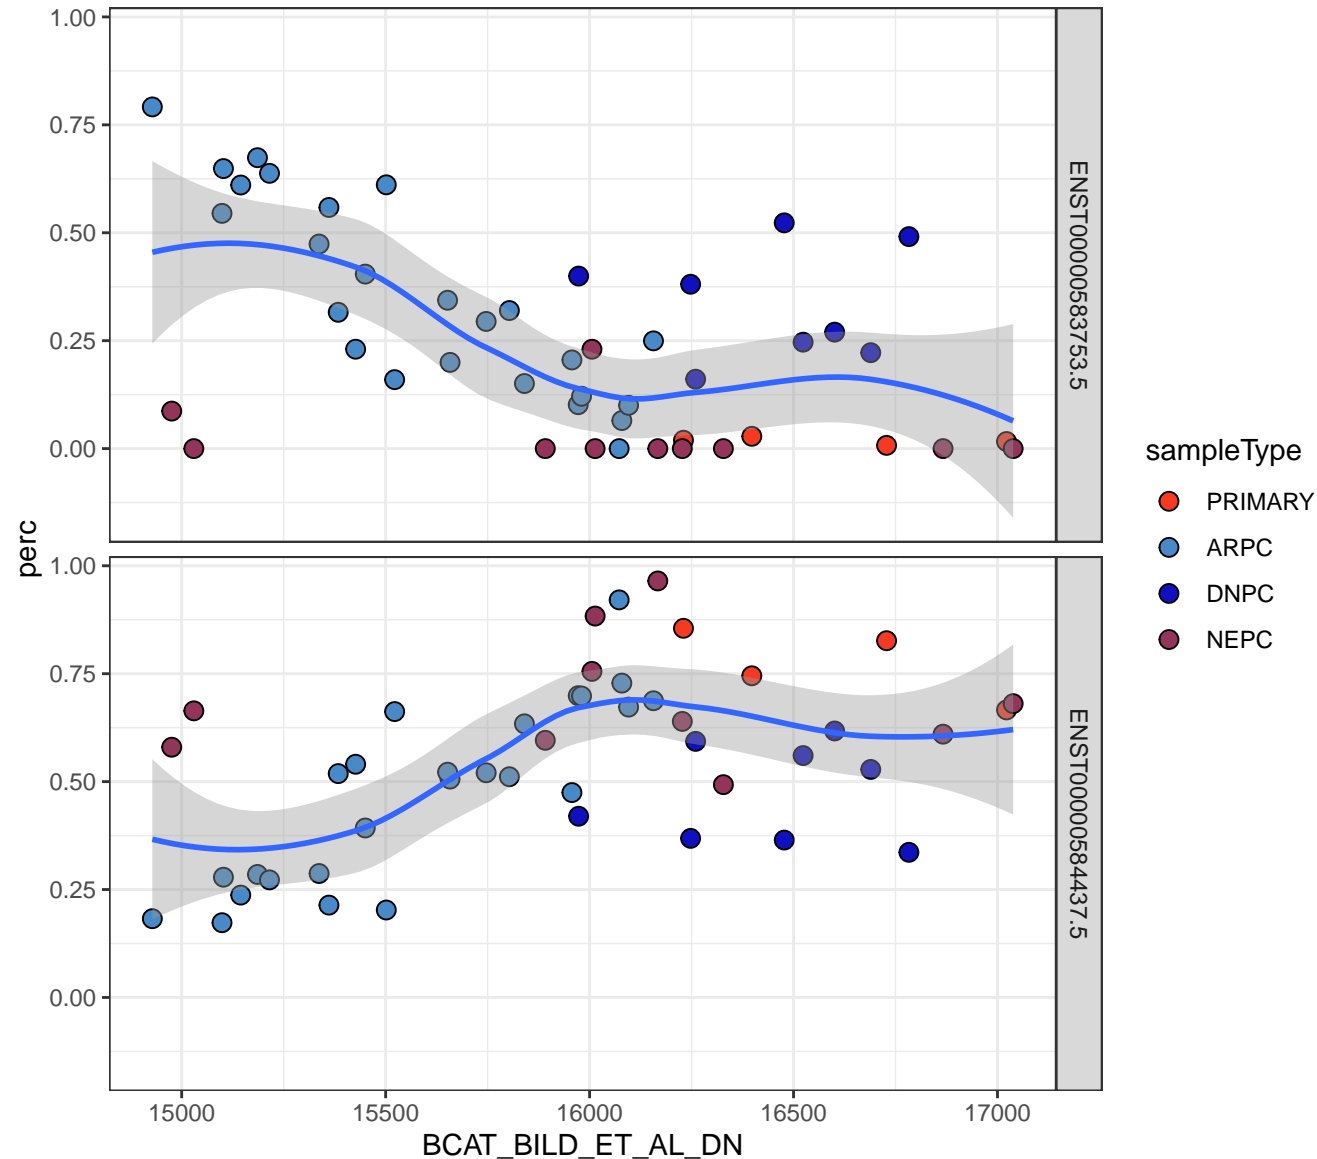 1.00
0.75
0.50
0.25
0.00
ENST00000583753.5
1.00
0.75
0.50
0.25
0.00
ENST00000584437.5
perc
15000 15500 16000 16500 17000
BCAT_BILD_ET_AL_DN
sampleType
PRIMARY
ARPC
DNPC
NEPC